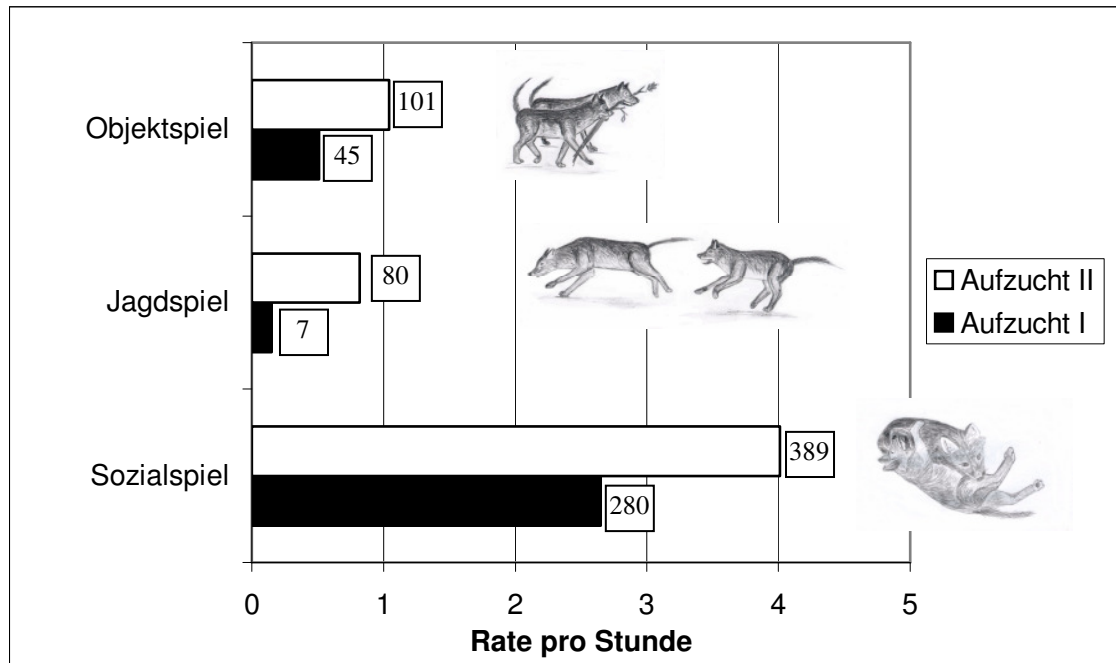 Objektspiel
101
45
Jagdspiel
80
7
Sozialspiel
389
280
Aufzucht II
Aufzucht I
0 1 2 3 4 5
Rate pro Stunde